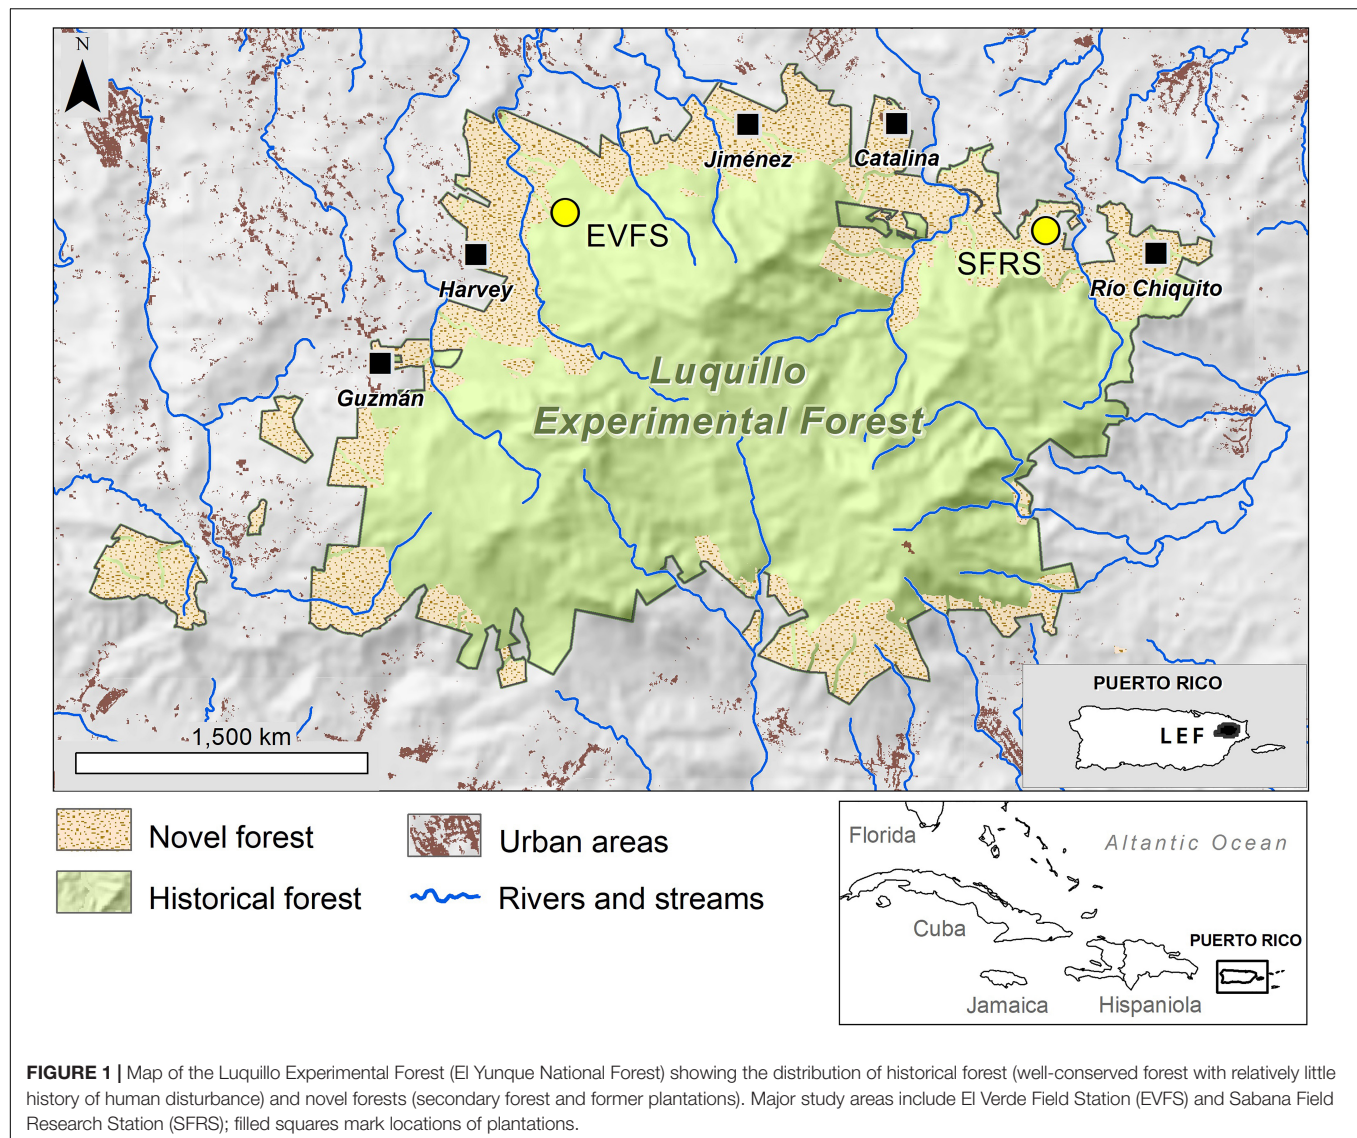 N
Jiménez
Catalina
EVFS
SFRS
Harvey
Río Chiquito
Luquillo
Experimental Forest
Guzmán
PUERTO RICO
LEF
1,500 km
Novel forest
Urban areas
Historical forest
Rivers and streams
Florida
Altantic Ocean
Cuba
PUERTO RICO
Jamaica
Hispaniola
FIGURE 1 | Map of the Luquillo Experimental Forest (El Yunque National Forest) showing the distribution of historical forest (well-conserved forest with relatively little
history of human disturbance) and novel forests (secondary forest and former plantations). Major study areas include El Verde Field Station (EVFS) and Sabana Field
Research Station (SFRS); filled squares mark locations of plantations.